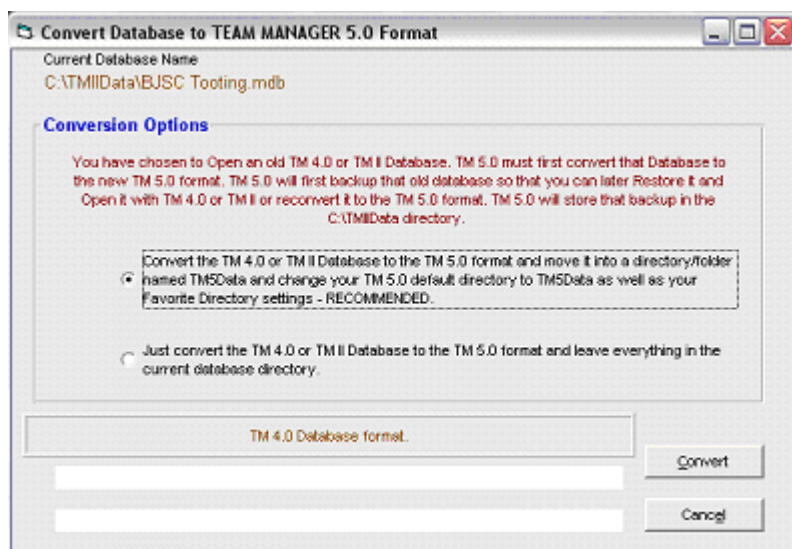 Convert Database to TEAM MANAGER 5.0 Format
Current Database Name
C:\TMIIData\BJSC Tooting.mdb
Conversion Options
You have chosen to Open an old TM 4.0 or TM II Database. TM 5.0 must first convert that Database to
the new TM 5.0 format. TM 5.0 will first backup that old database so that you can later Restore it and
Open it with TM 4.0 or TM II or reconvert it to the TM 5.0 format. TM 5.0 will store that backup in the
C:\TMIIData directory.
Convert the TM 4.0 or TM II Database to the TM 5.0 format and move it into a directory/folder
named TM5Data and change your TM 5.0 default directory to TM5Data as well as your
Favorite Directory settings - RECOMMENDED.
Just convert the TM 4.0 or TM II Database to the TM 5.0 format and leave everything in the
current database directory.
TM 4.0 Database format.
Convert
Cancel